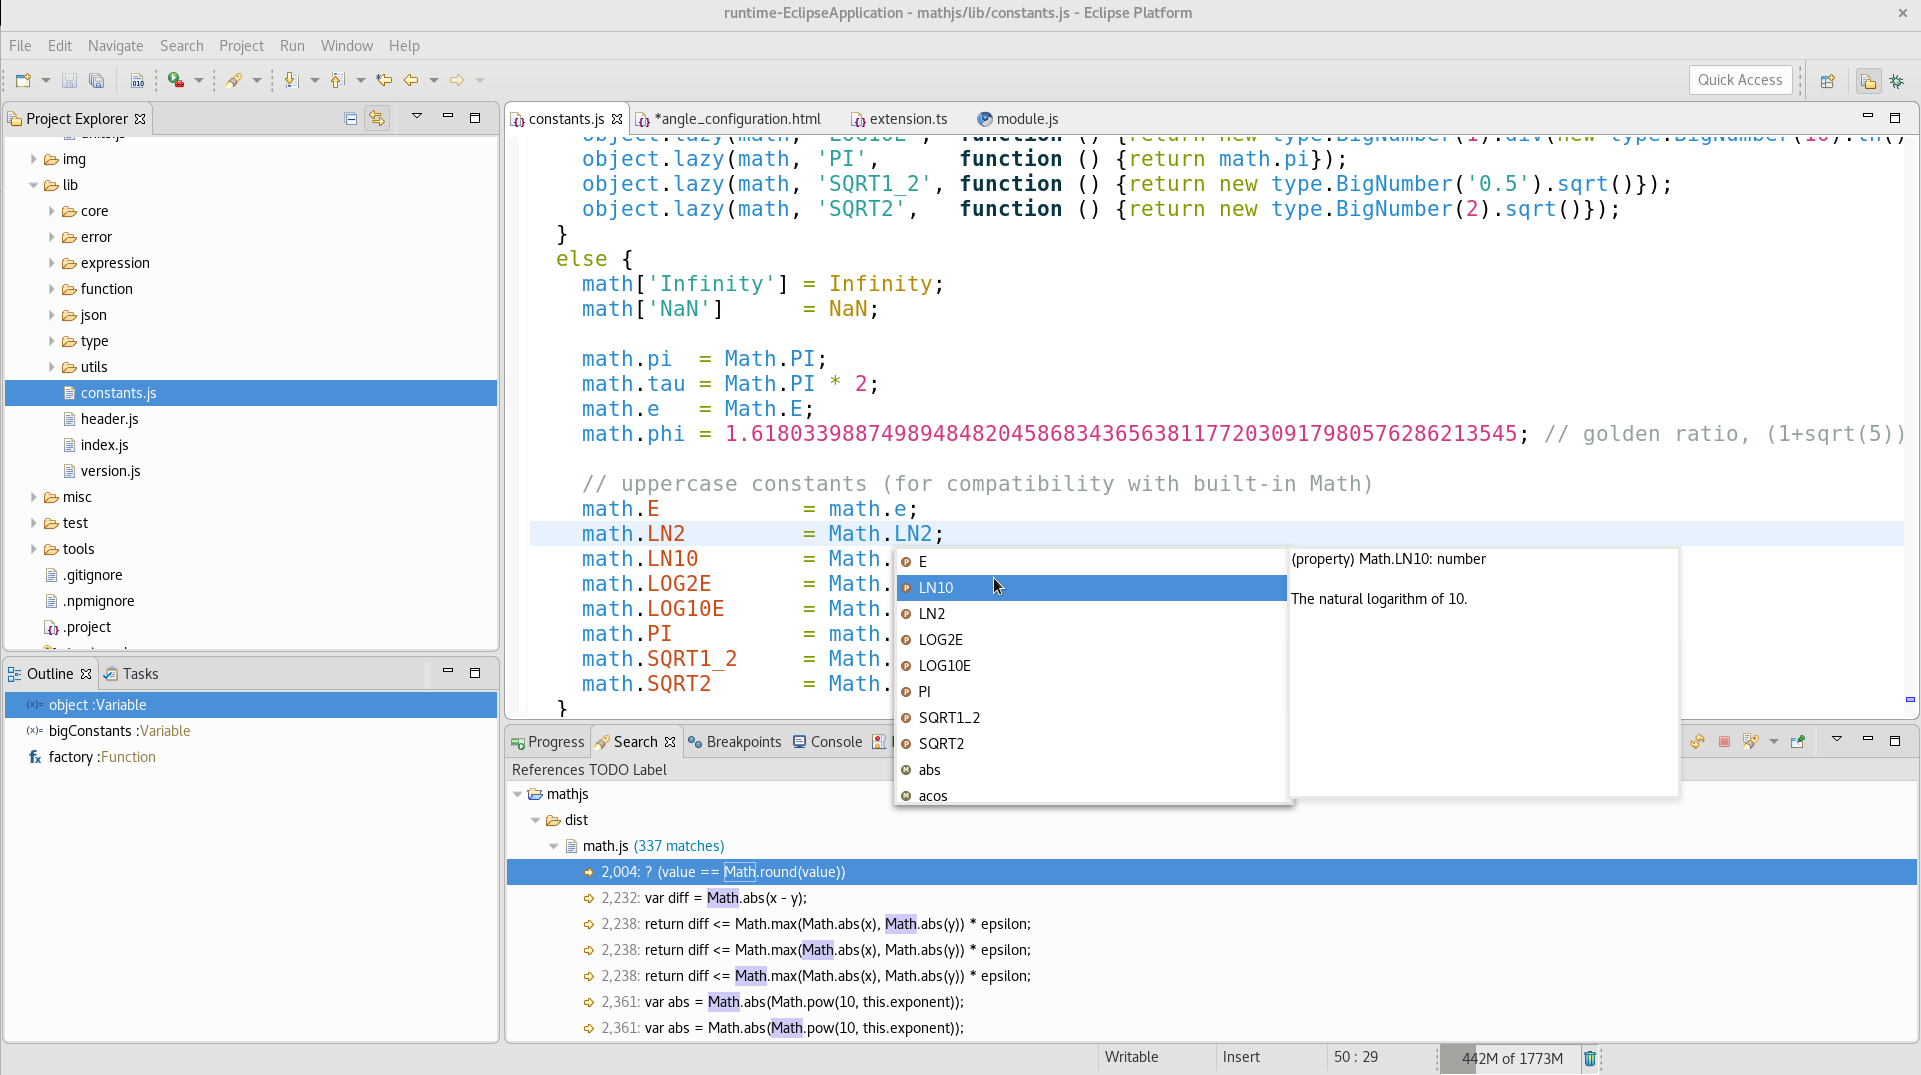 runtime-EclipseApplication - mathjs/lib/constants.js - Eclipse Platform
File Edit Navigate Search Project Run Window Help
Quick Access
Project Explorer
img
lib
core
error
expression
function
json
type
utils
constants.js
header.js
index.js
version.js
misc
test
tools
.gitignore
.npmignore
.project
Outline Tasks
object :Variable
bigConstants :Variable
factory :Function
constants.js *angle_configuration.html extension.ts module.js
object.lazy(math, 'LOG10E', function () {return new type.BigNumber(1).div(new type.BigNumber(10).ln()
object.lazy(math, 'PI', function () {return math.pi});
object.lazy(math, 'SQRT1_2', function () {return new type.BigNumber('0.5').sqrt()});
object.lazy(math, 'SQRT2', function () {return new type.BigNumber(2).sqrt()});
}
else {
math['Infinity'] = Infinity;
math['NaN'] = NaN;
math.pi = Math.PI;
math.tau = Math.PI * 2;
math.e = Math.E;
math.phi = 1.61803398874989484820458683436563811772030917980576286213545; // golden ratio, (1+sqrt(5))
// uppercase constants (for compatibility with built-in Math)
math.E = math.e;
math.LN2 = Math.LN2;
math.LN10 = Math.
math.LOG2E = Math.
math.LOG10E = Math.
math.PI = math.
math.SQRT1_2 = Math.
math.SQRT2 = Math.
}
E
LN10
LN2
LOG2E
LOG10E
PI
SQRT1_2
SQRT2
abs
acos
(property) Math.LN10: number
The natural logarithm of 10.
Progress Search Breakpoints Console
References TODO Label
mathjs
dist
math.js (337 matches)
2,004: ? (value == Math.round(value))
2,232: var diff = Math.abs(x - y);
2,238: return diff <= Math.max(Math.abs(x), Math.abs(y)) * epsilon;
2,238: return diff <= Math.max(Math.abs(x), Math.abs(y)) * epsilon;
2,238: return diff <= Math.max(Math.abs(x), Math.abs(y)) * epsilon;
2,361: var abs = Math.abs(Math.pow(10, this.exponent));
2,361: var abs = Math.abs(Math.pow(10, this.exponent));
Writable Insert 50 : 29 442M of 1773M